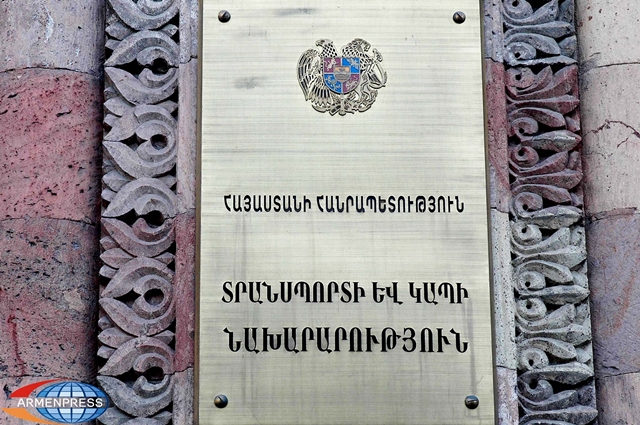 ՀԱՅԱՍՏԱՆԻ ՀԱՆՐԱՊԵՏՈՒԹՅՈՒՆ
ՏՐԱՆՍՊՈՐՏԻ ԵՎ ԿԱՊԻ
ՆԱԽԱՐԱՐՈՒԹՅՈՒՆ
ARMENPRESS